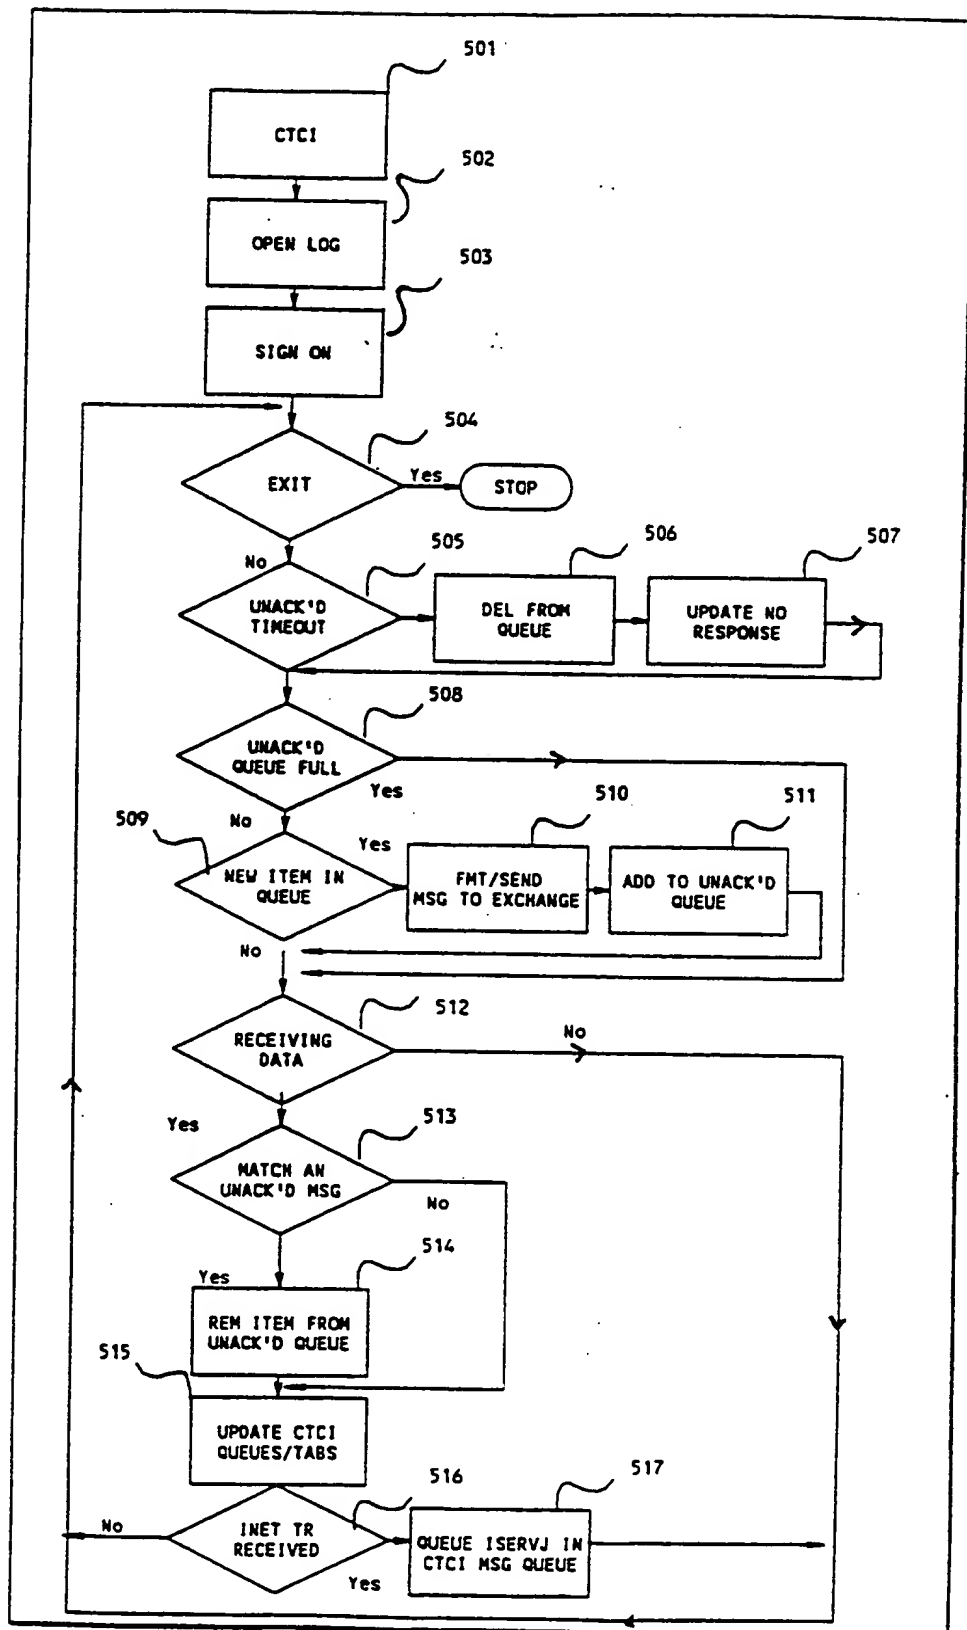 501
CTCI
502
OPEN LOG
503
SIGN ON
504
EXIT
Yes
STOP
No
505
UNACK'D
TIMEOUT
506
DEL FROM
QUEUE
507
UPDATE NO
RESPONSE
508
UNACK'D
QUEUE FULL
Yes
No
509
NEW ITEM IN
QUEUE
Yes
510
FMT/SEND
MSG TO EXCHANGE
511
ADD TO UNACK'D
QUEUE
No
512
RECEIVING
DATA
No
Yes
513
MATCH AN
UNACK'D MSG
No
514
Yes
REM ITEM FROM
UNACK'D QUEUE
515
UPDATE CTCI
QUEUES/TABS
516
INET TR
RECEIVED
No
Yes
517
QUEUE ISERVJ IN
CTCI MSG QUEUE